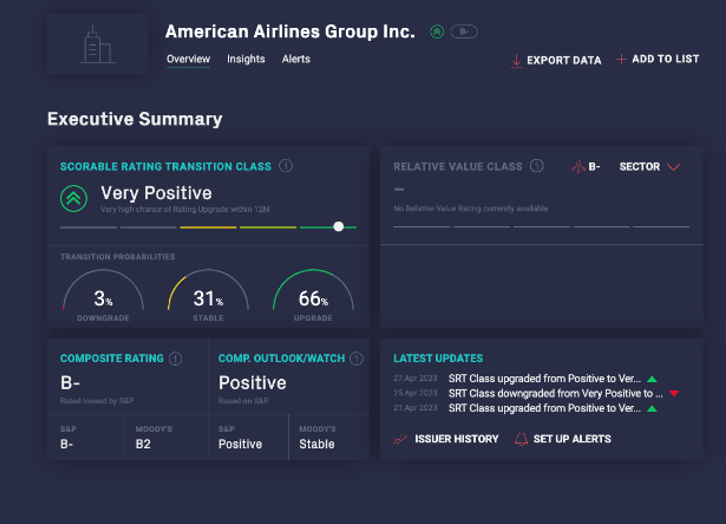 American Airlines Group Inc. B-
Overview Insights Alerts
EXPORT DATA ADD TO LIST
Executive Summary
SCORABLE RATING TRANSITION CLASS
Very Positive
Very high chance of Rating Upgrade within 12M
TRANSITION PROBABILITIES
3% 31% 66%
DOWNGRADE STABLE UPGRADE
RELATIVE VALUE CLASS B- SECTOR
–
No Relative Value Rating currently available
COMPOSITE RATING
B-
Rated lowest by S&P
S&P MOODY'S
B- B2
COMP. OUTLOOK/WATCH
Positive
Based on S&P
S&P MOODY'S
Positive Stable
LATEST UPDATES
27.Apr 2023 SRT Class upgraded from Positive to Ver...
25.Apr 2023 SRT Class downgraded from Very Positive to ...
21.Apr 2023 SRT Class upgraded from Positive to Ver...
ISSUER HISTORY SET UP ALERTS